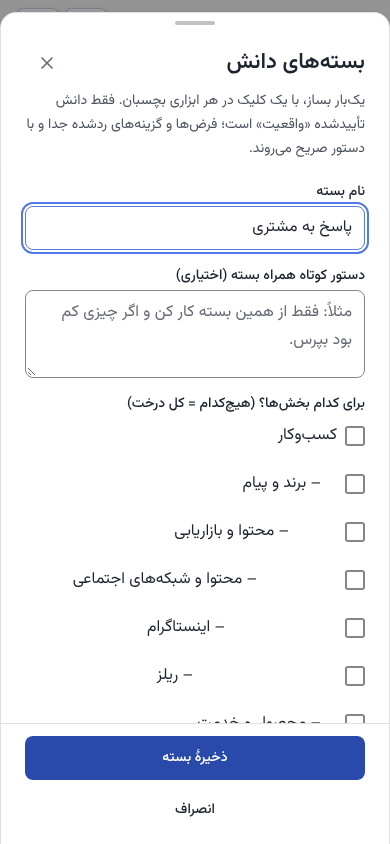 بسته‌های دانش
یک‌بار بساز، با یک کلیک در هر ابزاری بچسبان. فقط دانش
تأییدشده «واقعیت» است؛ فرض‌ها و گزینه‌های ردشده جدا و با
دستور صریح می‌روند.
نام بسته
پاسخ به مشتری
دستور کوتاه همراه بسته (اختیاری)
مثلاً: فقط از همین بسته کار کن و اگر چیزی کم
بود بپرس.
برای کدام بخش‌ها؟ (هیچ‌کدام = کل درخت)
کسب‌وکار
– برند و پیام
– محتوا و بازاریابی
– محتوا و شبکه‌های اجتماعی
– اینستاگرام
– ریلز
– محصول و خدمت
ذخیرهٔ بسته
انصراف